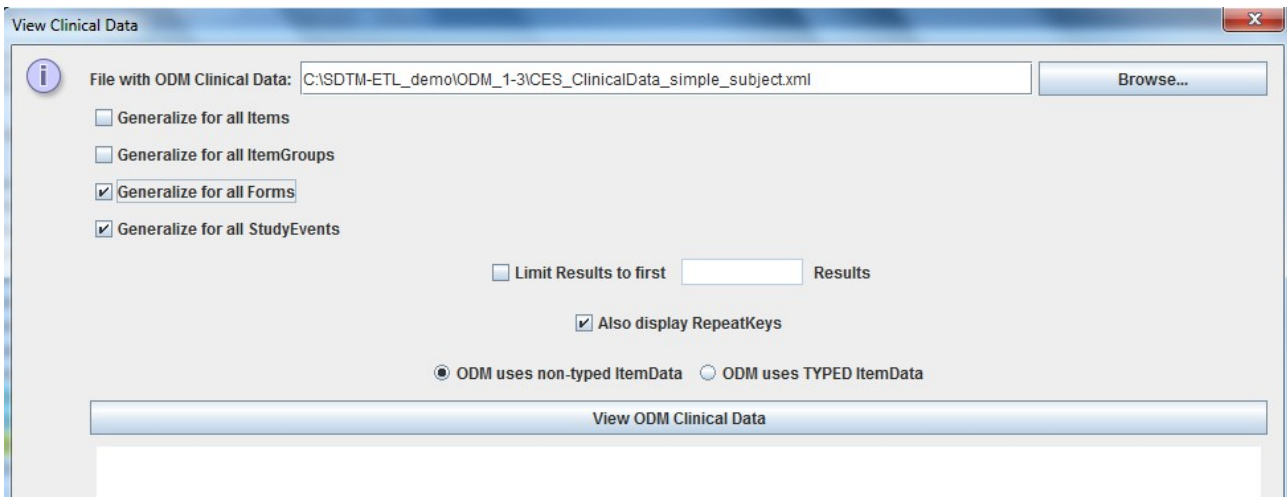 View Clinical Data
File with ODM Clinical Data: C:\SDTM-ETL_demo\ODM_1-3\CES_ClinicalData_simple_subject.xml Browse...
Generalize for all Items
Generalize for all ItemGroups
Generalize for all Forms
Generalize for all StudyEvents
Limit Results to first Results
Also display RepeatKeys
ODM uses non-typed ItemData ODM uses TYPED ItemData
View ODM Clinical Data